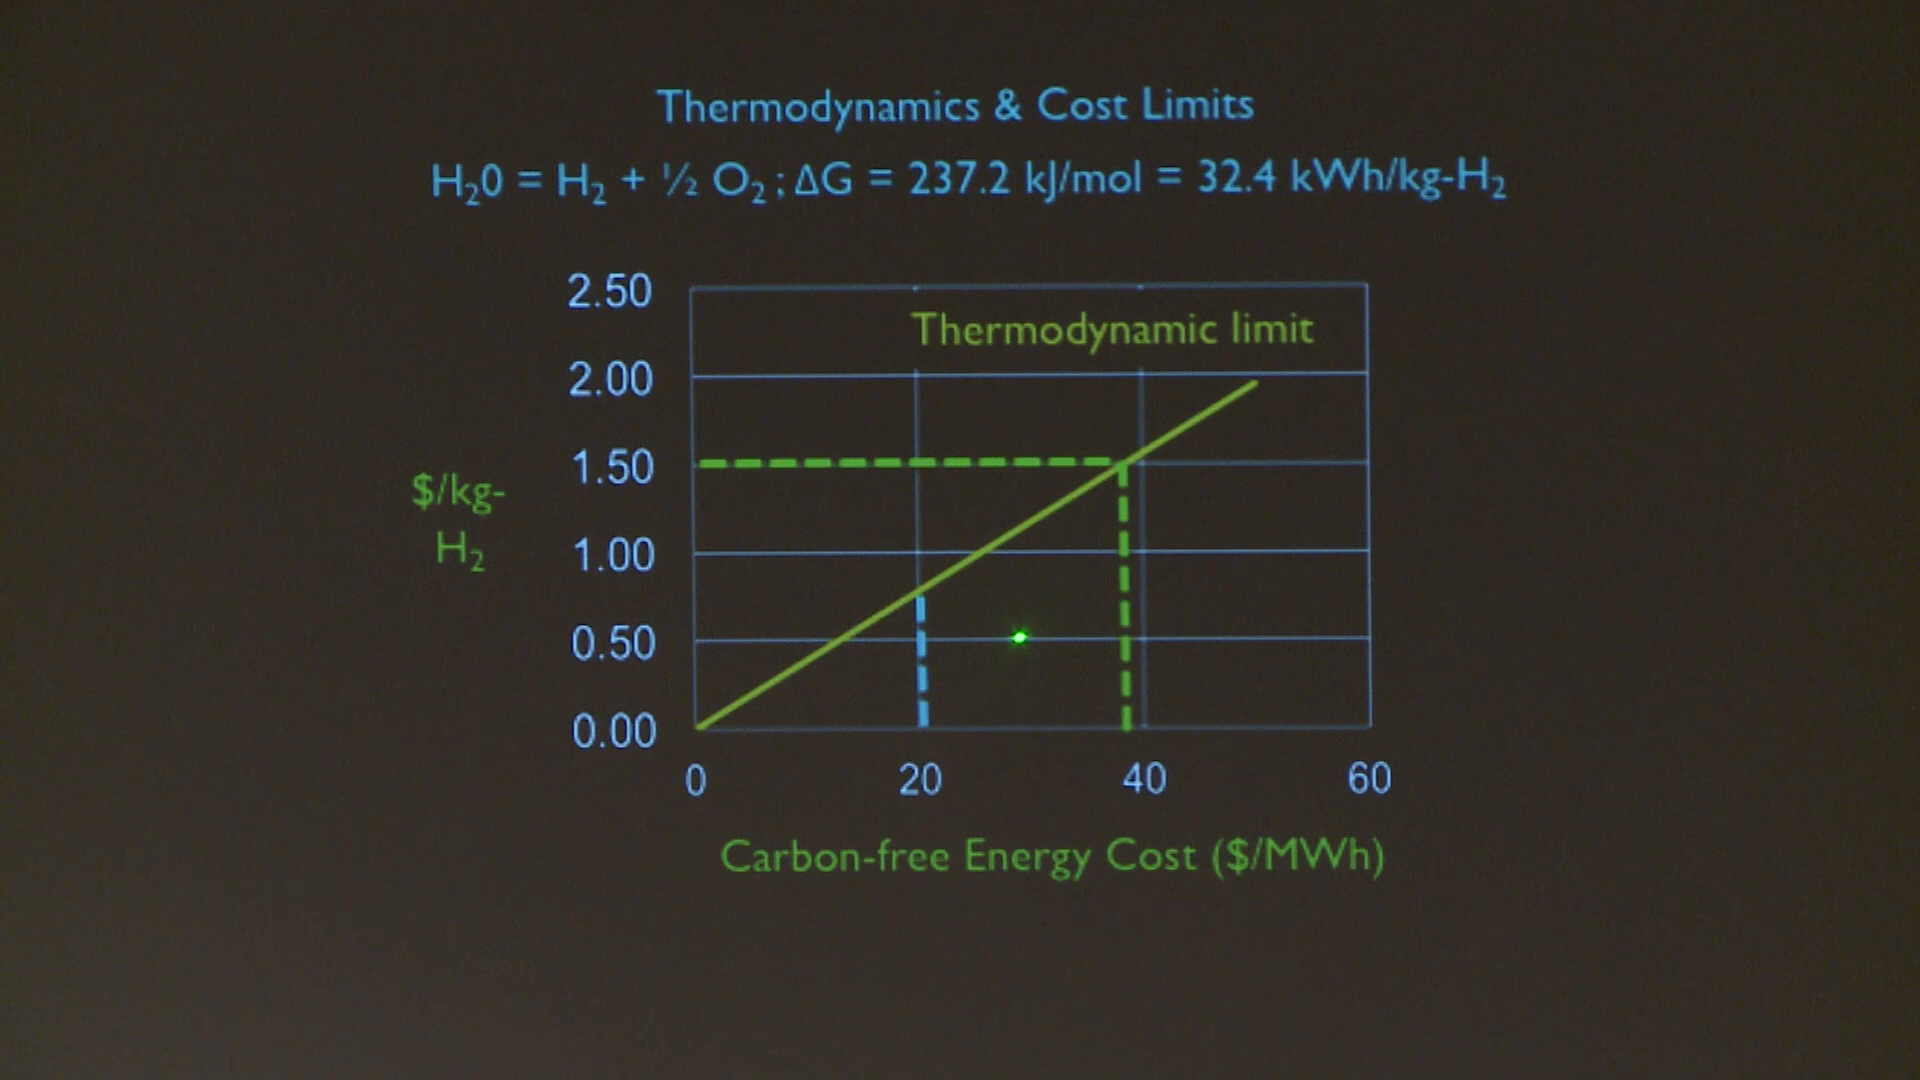 Thermodynamics & Cost Limits
H₂0 = H₂ + ½ O₂ ; ΔG = 237.2 kJ/mol = 32.4 kWh/kg-H₂
2.50
Thermodynamic limit
2.00
1.50
$/kg-
H₂
1.00
0.50
0.00
0 20 40 60
Carbon-free Energy Cost ($/MWh)